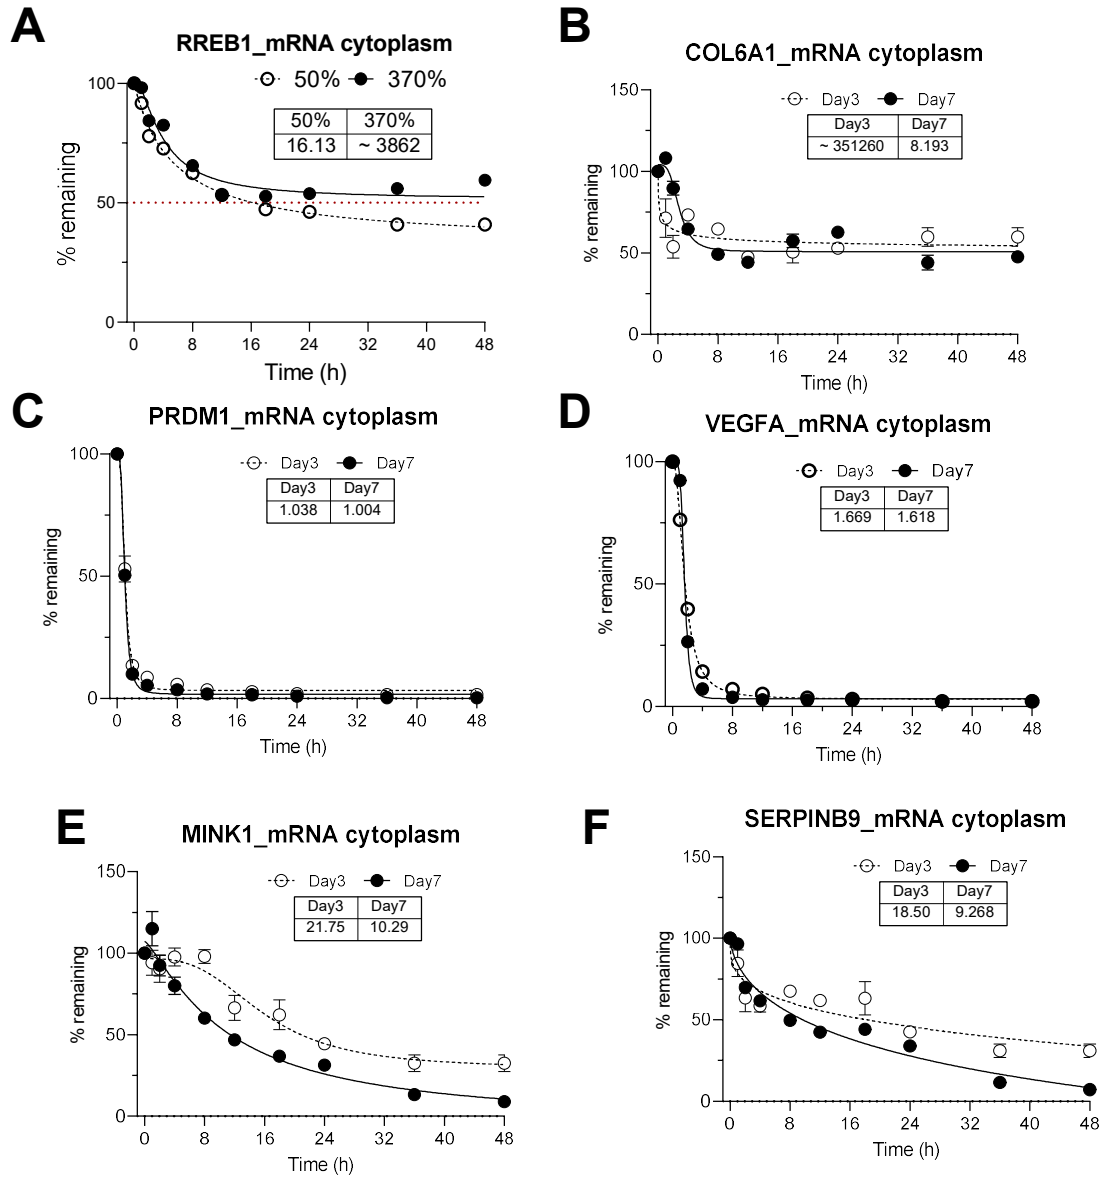 A
RREB1_mRNA cytoplasm
50% 370%
50% 370%
16.13 ~ 3862
100
50
0
% remaining
0 8 16 24 32 40 48
Time (h)
B
COL6A1_mRNA cytoplasm
Day3 Day7
Day3 Day7
~ 351260 8.193
150
100
50
0
% remaining
0 8 16 24 32 40 48
Time (h)
C
PRDM1_mRNA cytoplasm
Day3 Day7
Day3 Day7
1.038 1.004
100
50
0
% remaining
0 8 16 24 32 40 48
Time (h)
D
VEGFA_mRNA cytoplasm
Day3 Day7
Day3 Day7
1.669 1.618
100
50
0
% remaining
0 8 16 24 32 40 48
Time (h)
E
MINK1_mRNA cytoplasm
Day3 Day7
Day3 Day7
21.75 10.29
150
100
50
0
% remaining
0 8 16 24 32 40 48
Time (h)
F
SERPINB9_mRNA cytoplasm
Day3 Day7
Day3 Day7
18.50 9.268
150
100
50
0
% remaining
0 8 16 24 32 40 48
Time (h)